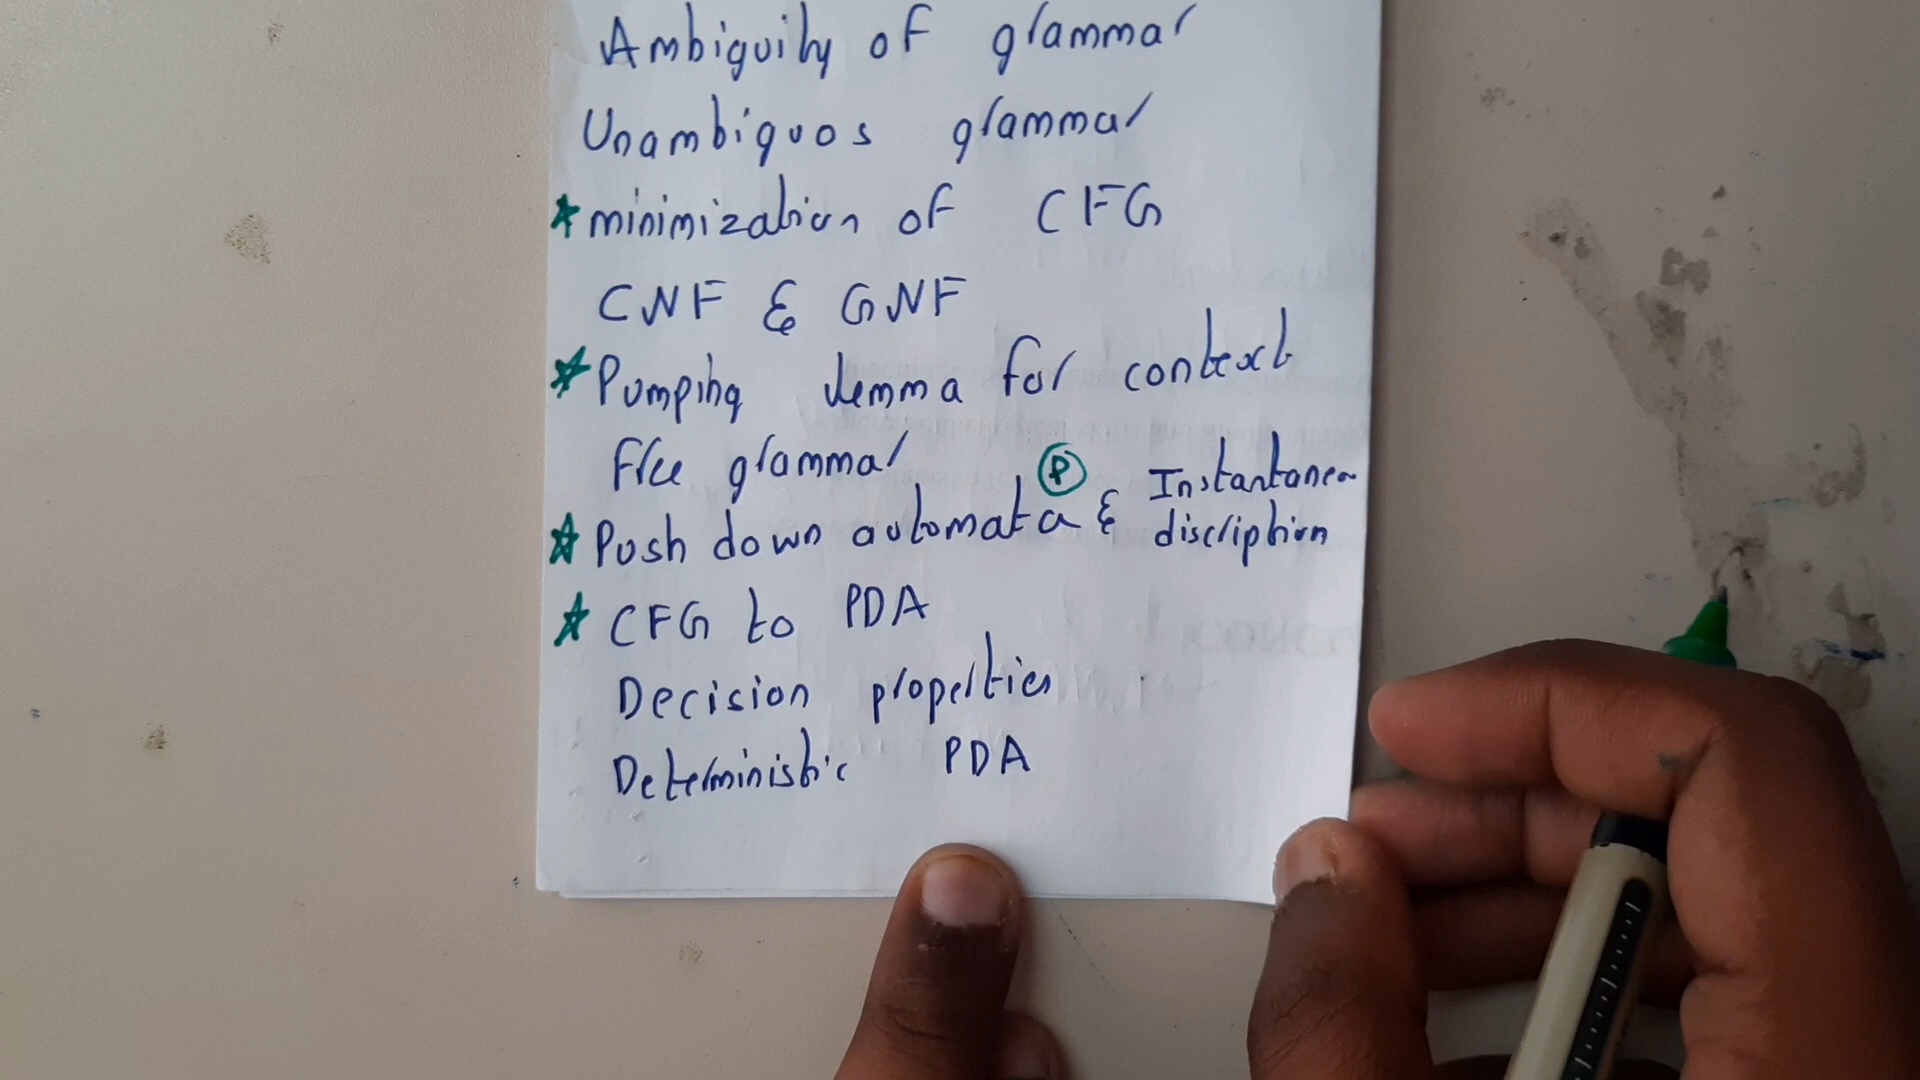 Ambiguity of grammar
Unambiguos grammar
★ minimization of CFG
CNF & GNF
★ Pumping lemma for context
free grammar
★ Push down automata Ⓟ & Instantanea
discription
★ CFG to PDA
Decision properties
Deterministic PDA